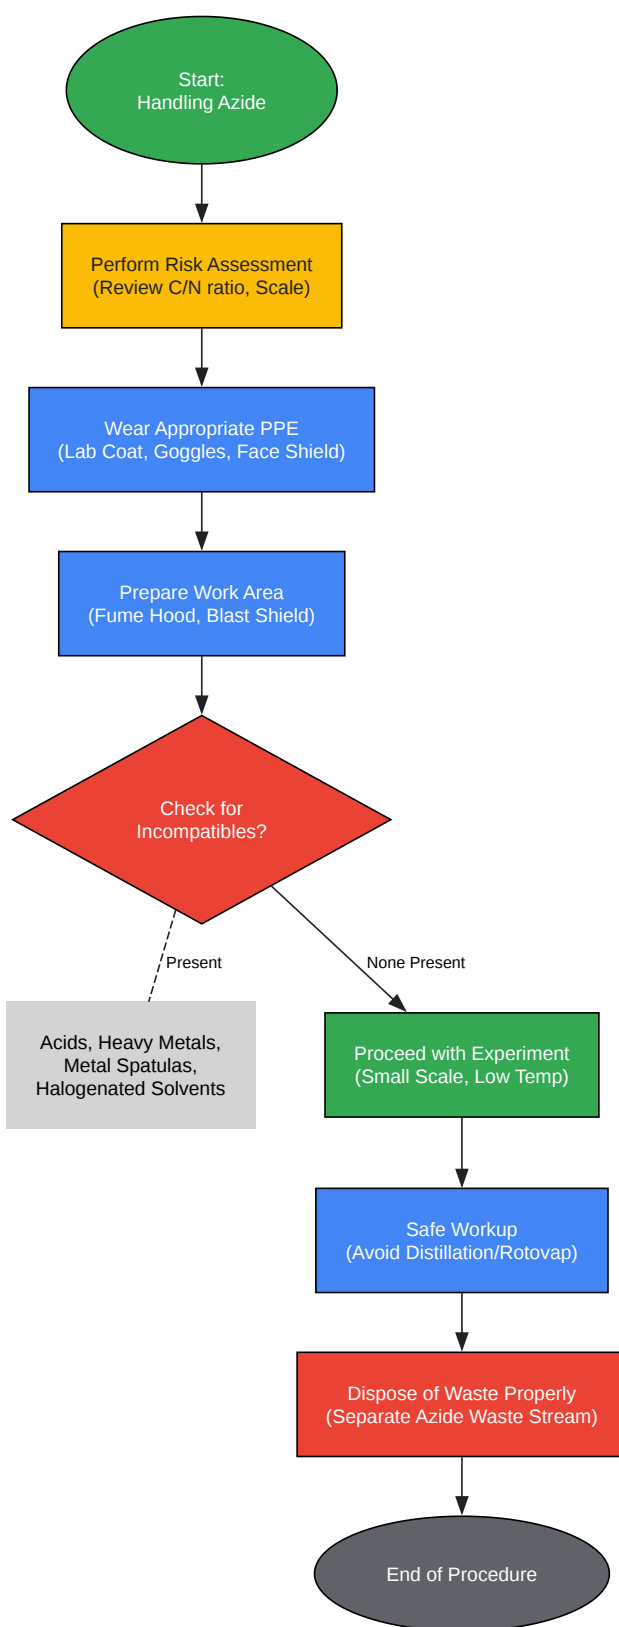 Start:
Handling Azide
Perform Risk Assessment
(Review C/N ratio, Scale)
Wear Appropriate PPE
(Lab Coat, Goggles, Face Shield)
Prepare Work Area
(Fume Hood, Blast Shield)
Check for
Incompatibles?
Present
None Present
Acids, Heavy Metals,
Metal Spatulas,
Halogenated Solvents
Proceed with Experiment
(Small Scale, Low Temp)
Safe Workup
(Avoid Distillation/Rotovap)
Dispose of Waste Properly
(Separate Azide Waste Stream)
End of Procedure